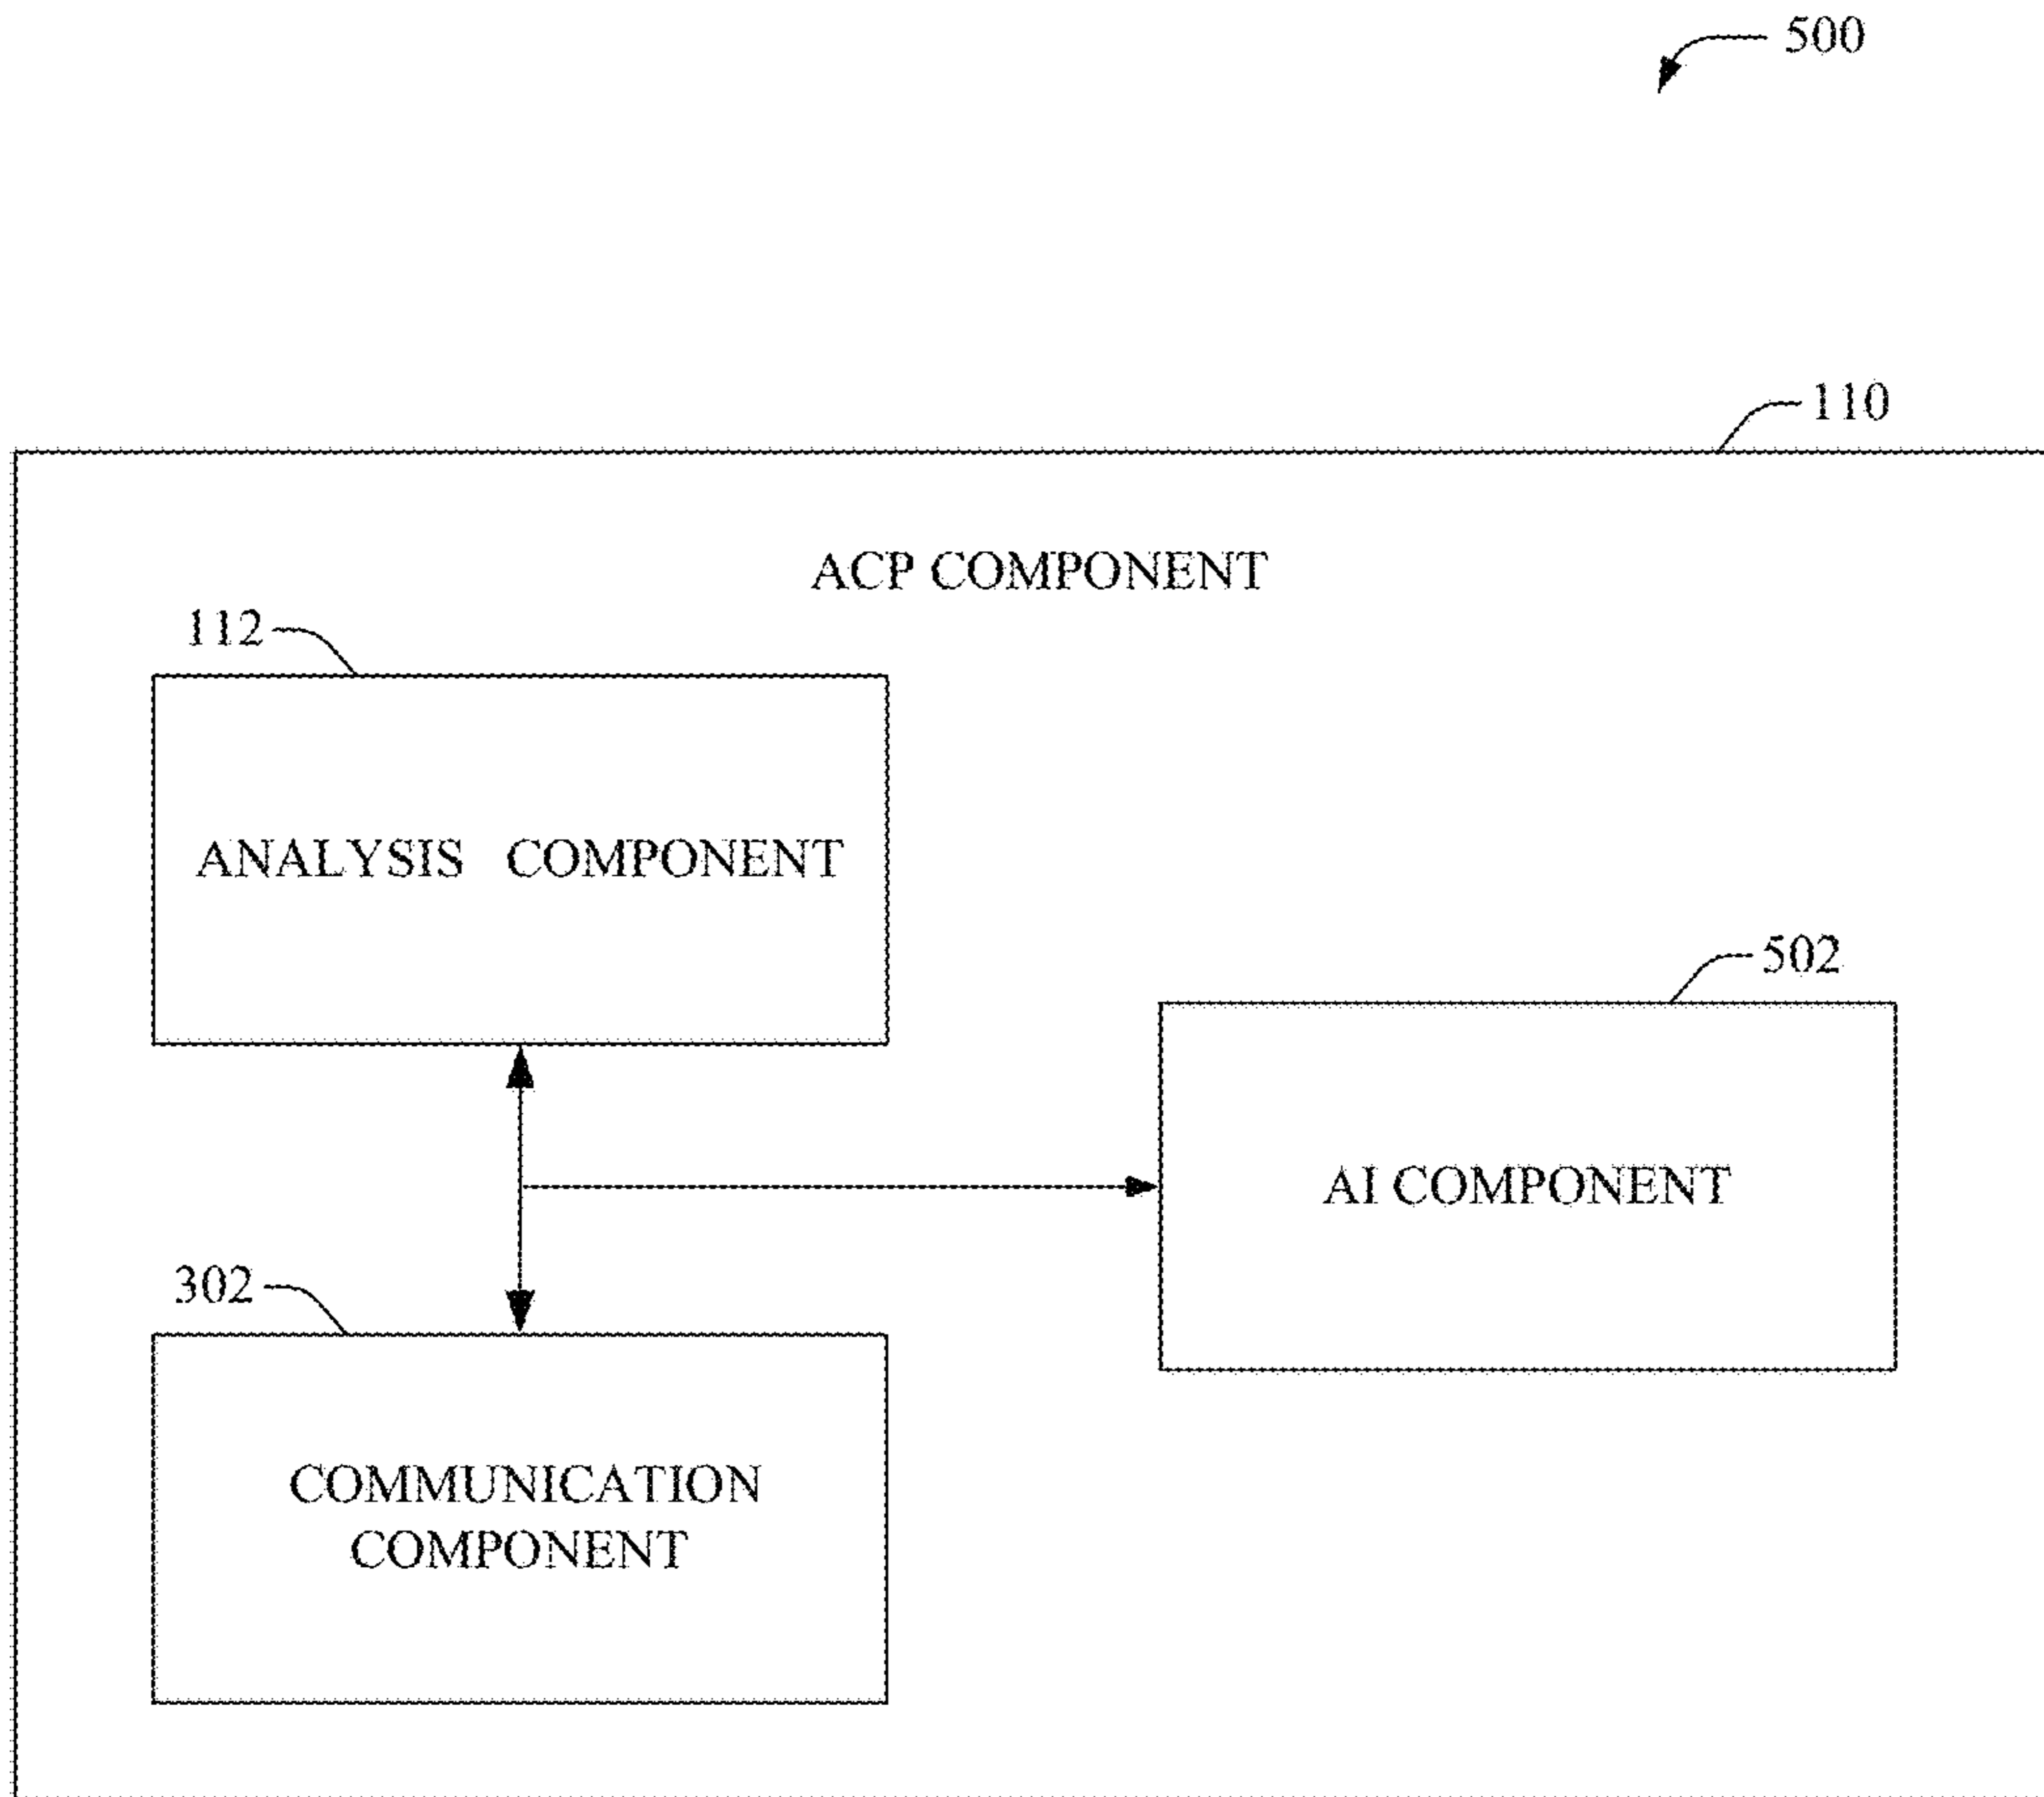 500
110
ACP COMPONENT
112
ANALYSIS COMPONENT
502
AI COMPONENT
302
COMMUNICATION
COMPONENT